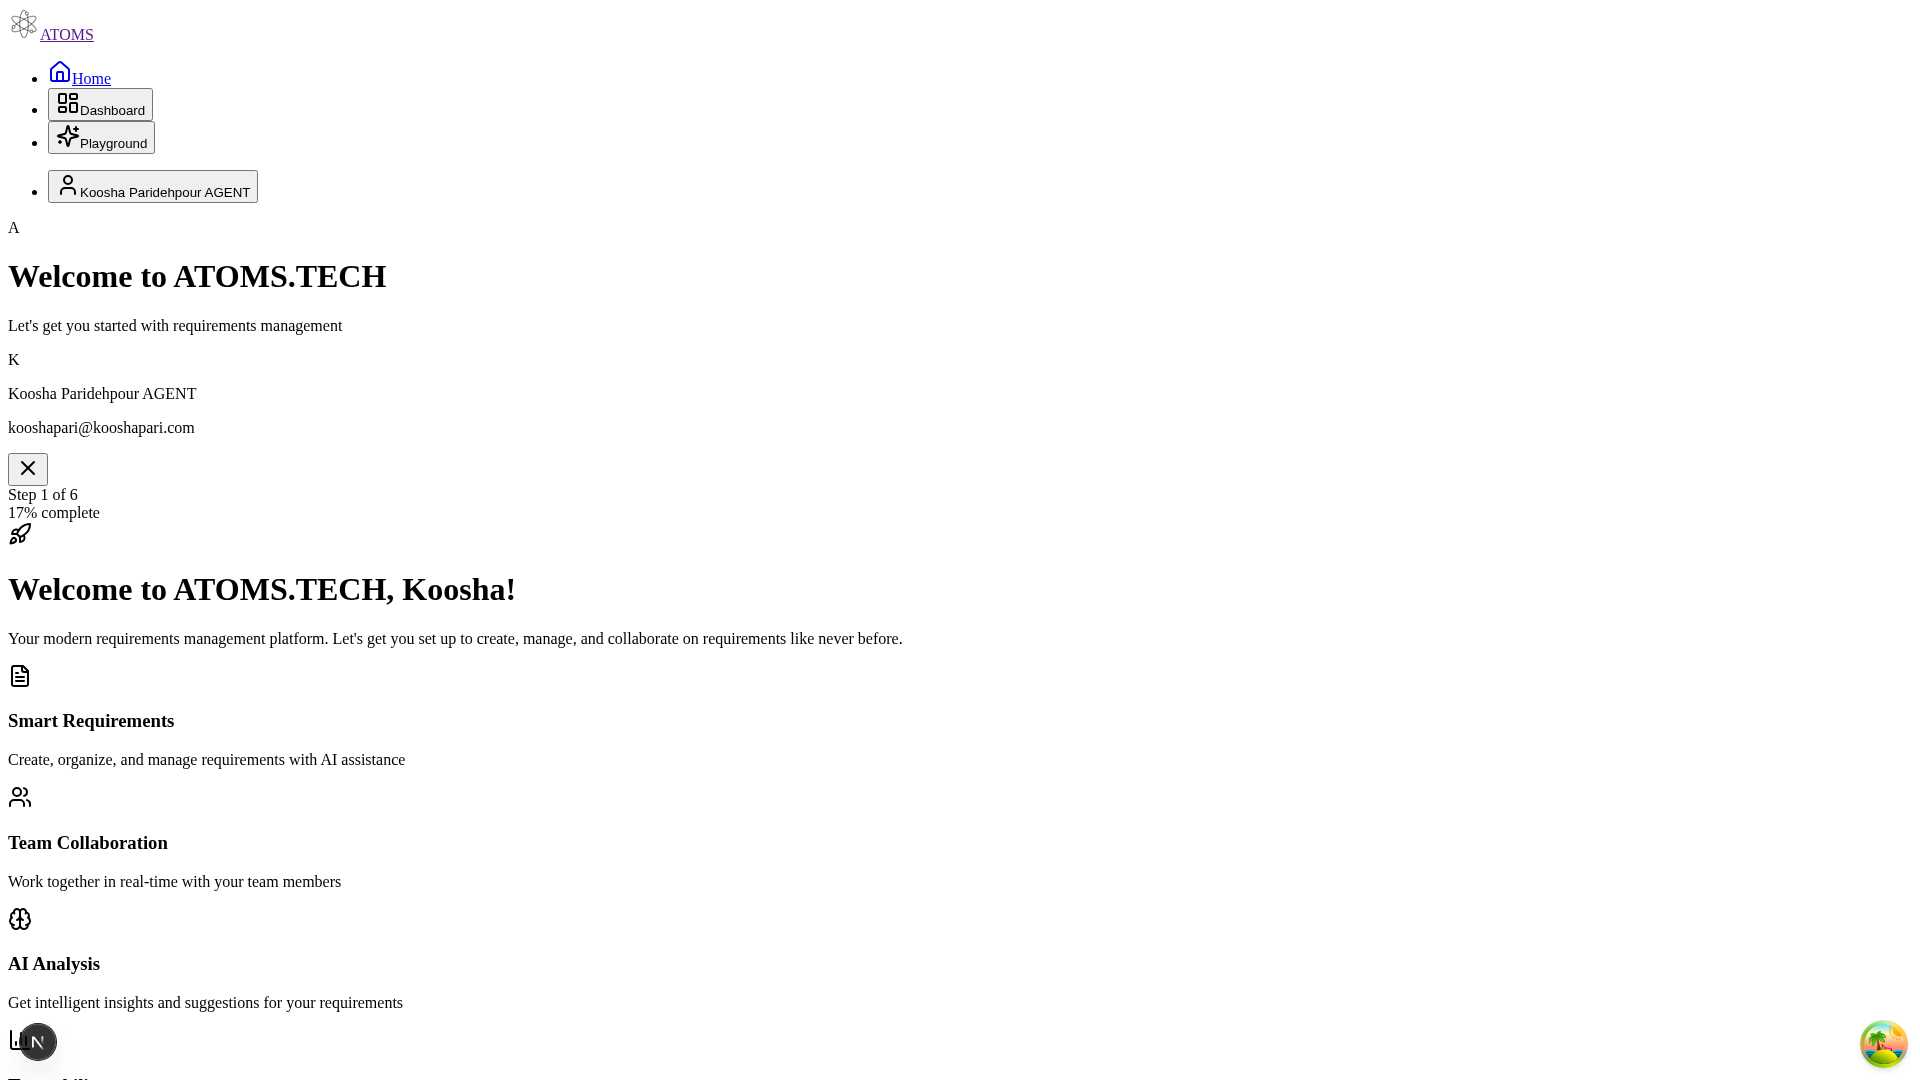 ATOMS
Home
Dashboard
Playground
Koosha Paridehpour AGENT
A
Welcome to ATOMS.TECH
Let's get you started with requirements management
K
Koosha Paridehpour AGENT
kooshapari@kooshapari.com
Step 1 of 6
17% complete
Welcome to ATOMS.TECH, Koosha!
Your modern requirements management platform. Let's get you set up to create, manage, and collaborate on requirements like never before.
Smart Requirements
Create, organize, and manage requirements with AI assistance
Team Collaboration
Work together in real-time with your team members
AI Analysis
Get intelligent insights and suggestions for your requirements
N